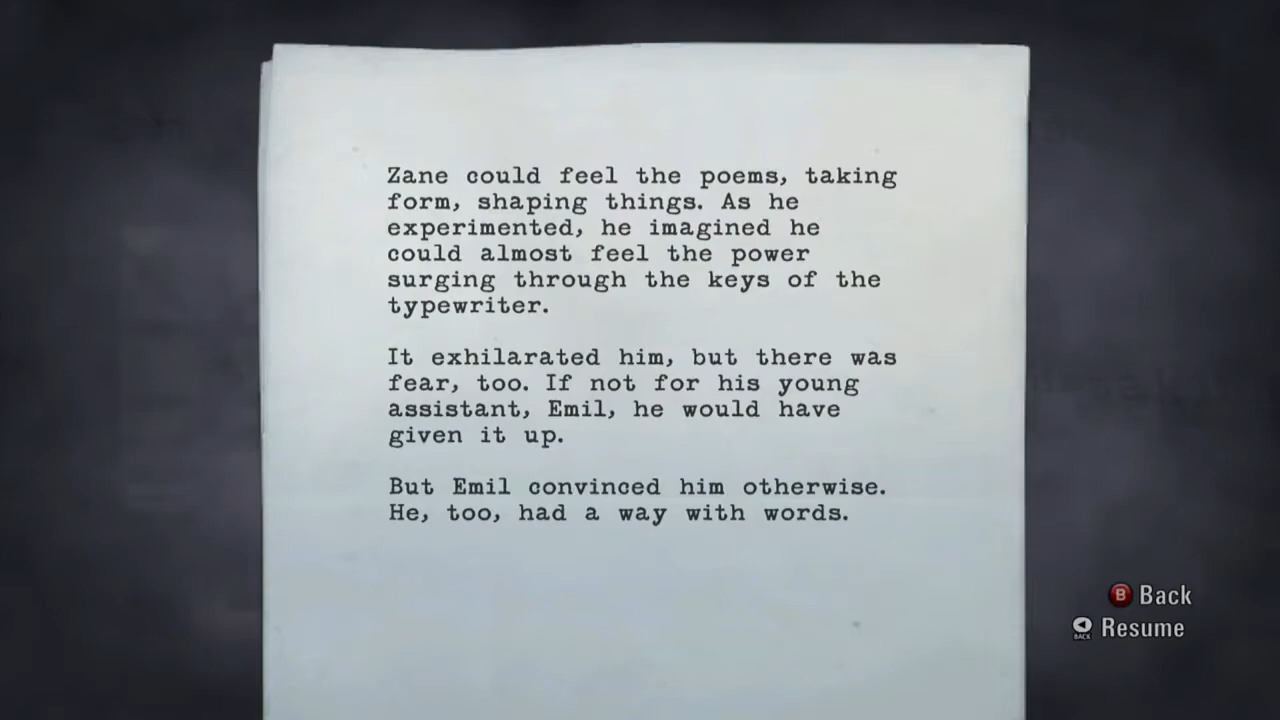 Zane could feel the poems, taking
form, shaping things. As he
experimented, he imagined he
could almost feel the power
surging through the keys of the
typewriter.
It exhilarated him, but there was
fear, too. If not for his young
assistant, Emil, he would have
given it up.
But Emil convinced him otherwise.
He, too, had a way with words.
B Back
BACK Resume